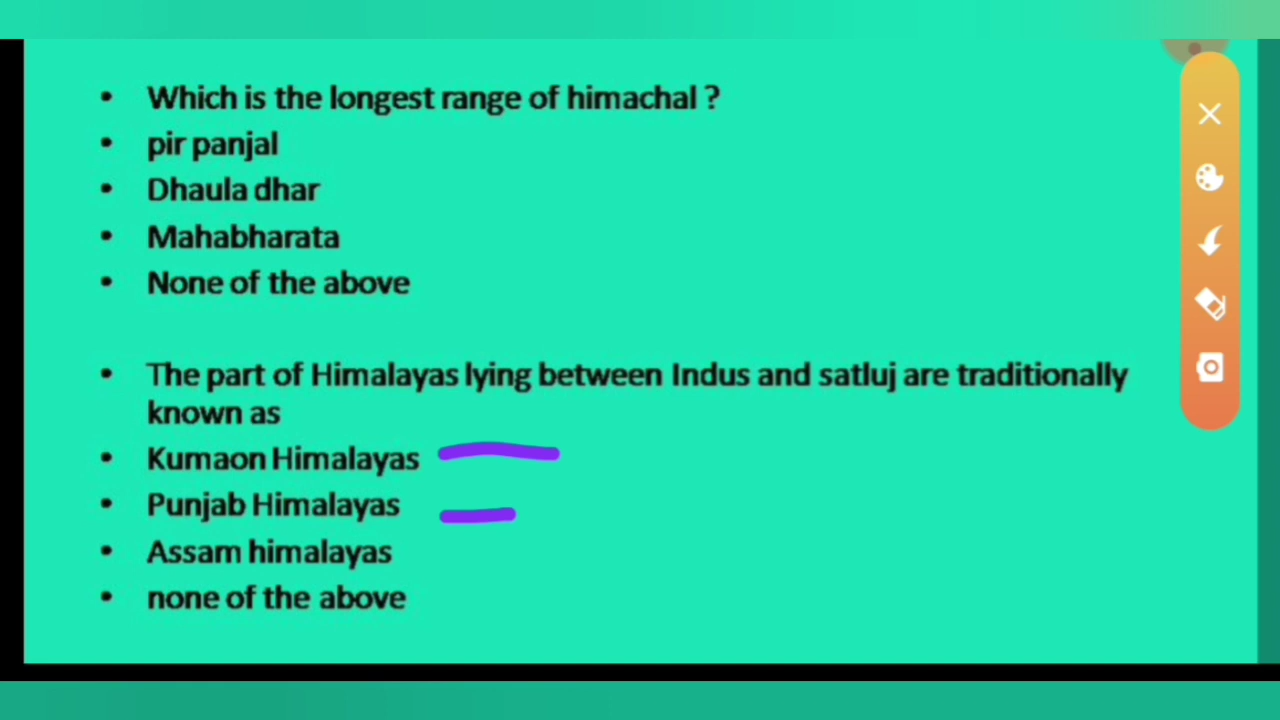 • Which is the longest range of himachal ?
• pir panjal
• Dhaula dhar
• Mahabharata
• None of the above
• The part of Himalayas lying between Indus and satluj are traditionally
known as
• Kumaon Himalayas
• Punjab Himalayas
• Assam himalayas
• none of the above